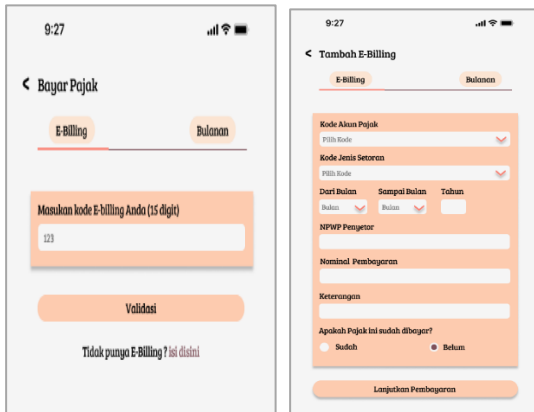 9:27
< Bayar Pajak
E-Billing Bulanan
Masukan kode E-billing Anda (15 digit)
123
Validasi
Tidak punya E-Billing ? isi disini
9:27
< Tambah E-Billing
E-Billing Bulanan
Kode Akun Pajak
Pilih Kode
Kode Jenis Setoran
Pilih Kode
Dari Bulan Sampai Bulan Tahun
Bulan Bulan
NPWP Penyetor
Nominal Pembayaran
Keterangan
Apakah Pajak ini sudah dibayar?
Sudah Belum
Lanjutkan Pembayaran